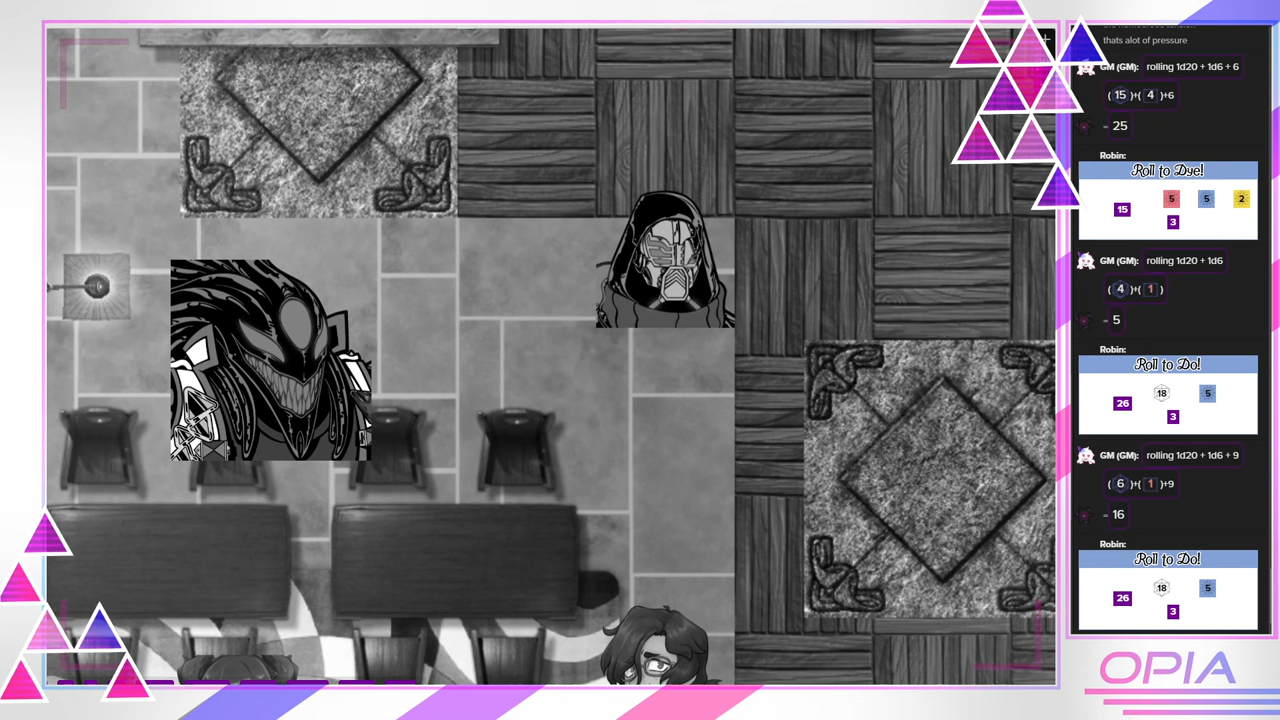 thats alot of pressure
GM (GM): rolling 1d20 + 1d6 + 6
(15)+(4)+6
= 25
Robin:
Roll to Dye!
15 5 5 2
3
GM (GM): rolling 1d20 + 1d6
(4)+(1)
= 5
Robin:
Roll to Do!
26 18 5
3
GM (GM): rolling 1d20 + 1d6 + 9
(6)+(1)+9
= 16
Robin:
Roll to Do!
26 18 5
3
OPIA